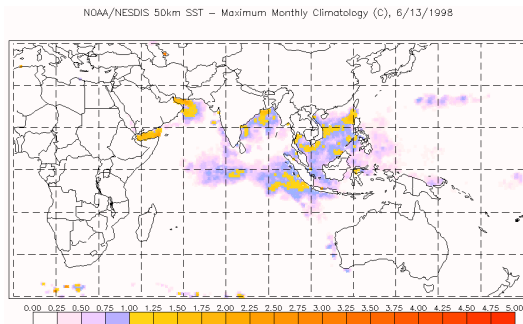 NOAA/NESDIS 50km SST - Maximum Monthly Climatology (C), 6/13/1998
0.00 0.25 0.50 0.75 1.00 1.25 1.50 1.75 2.00 2.25 2.50 2.75 3.00 3.25 3.50 3.75 4.00 4.25 4.50 4.75 5.00